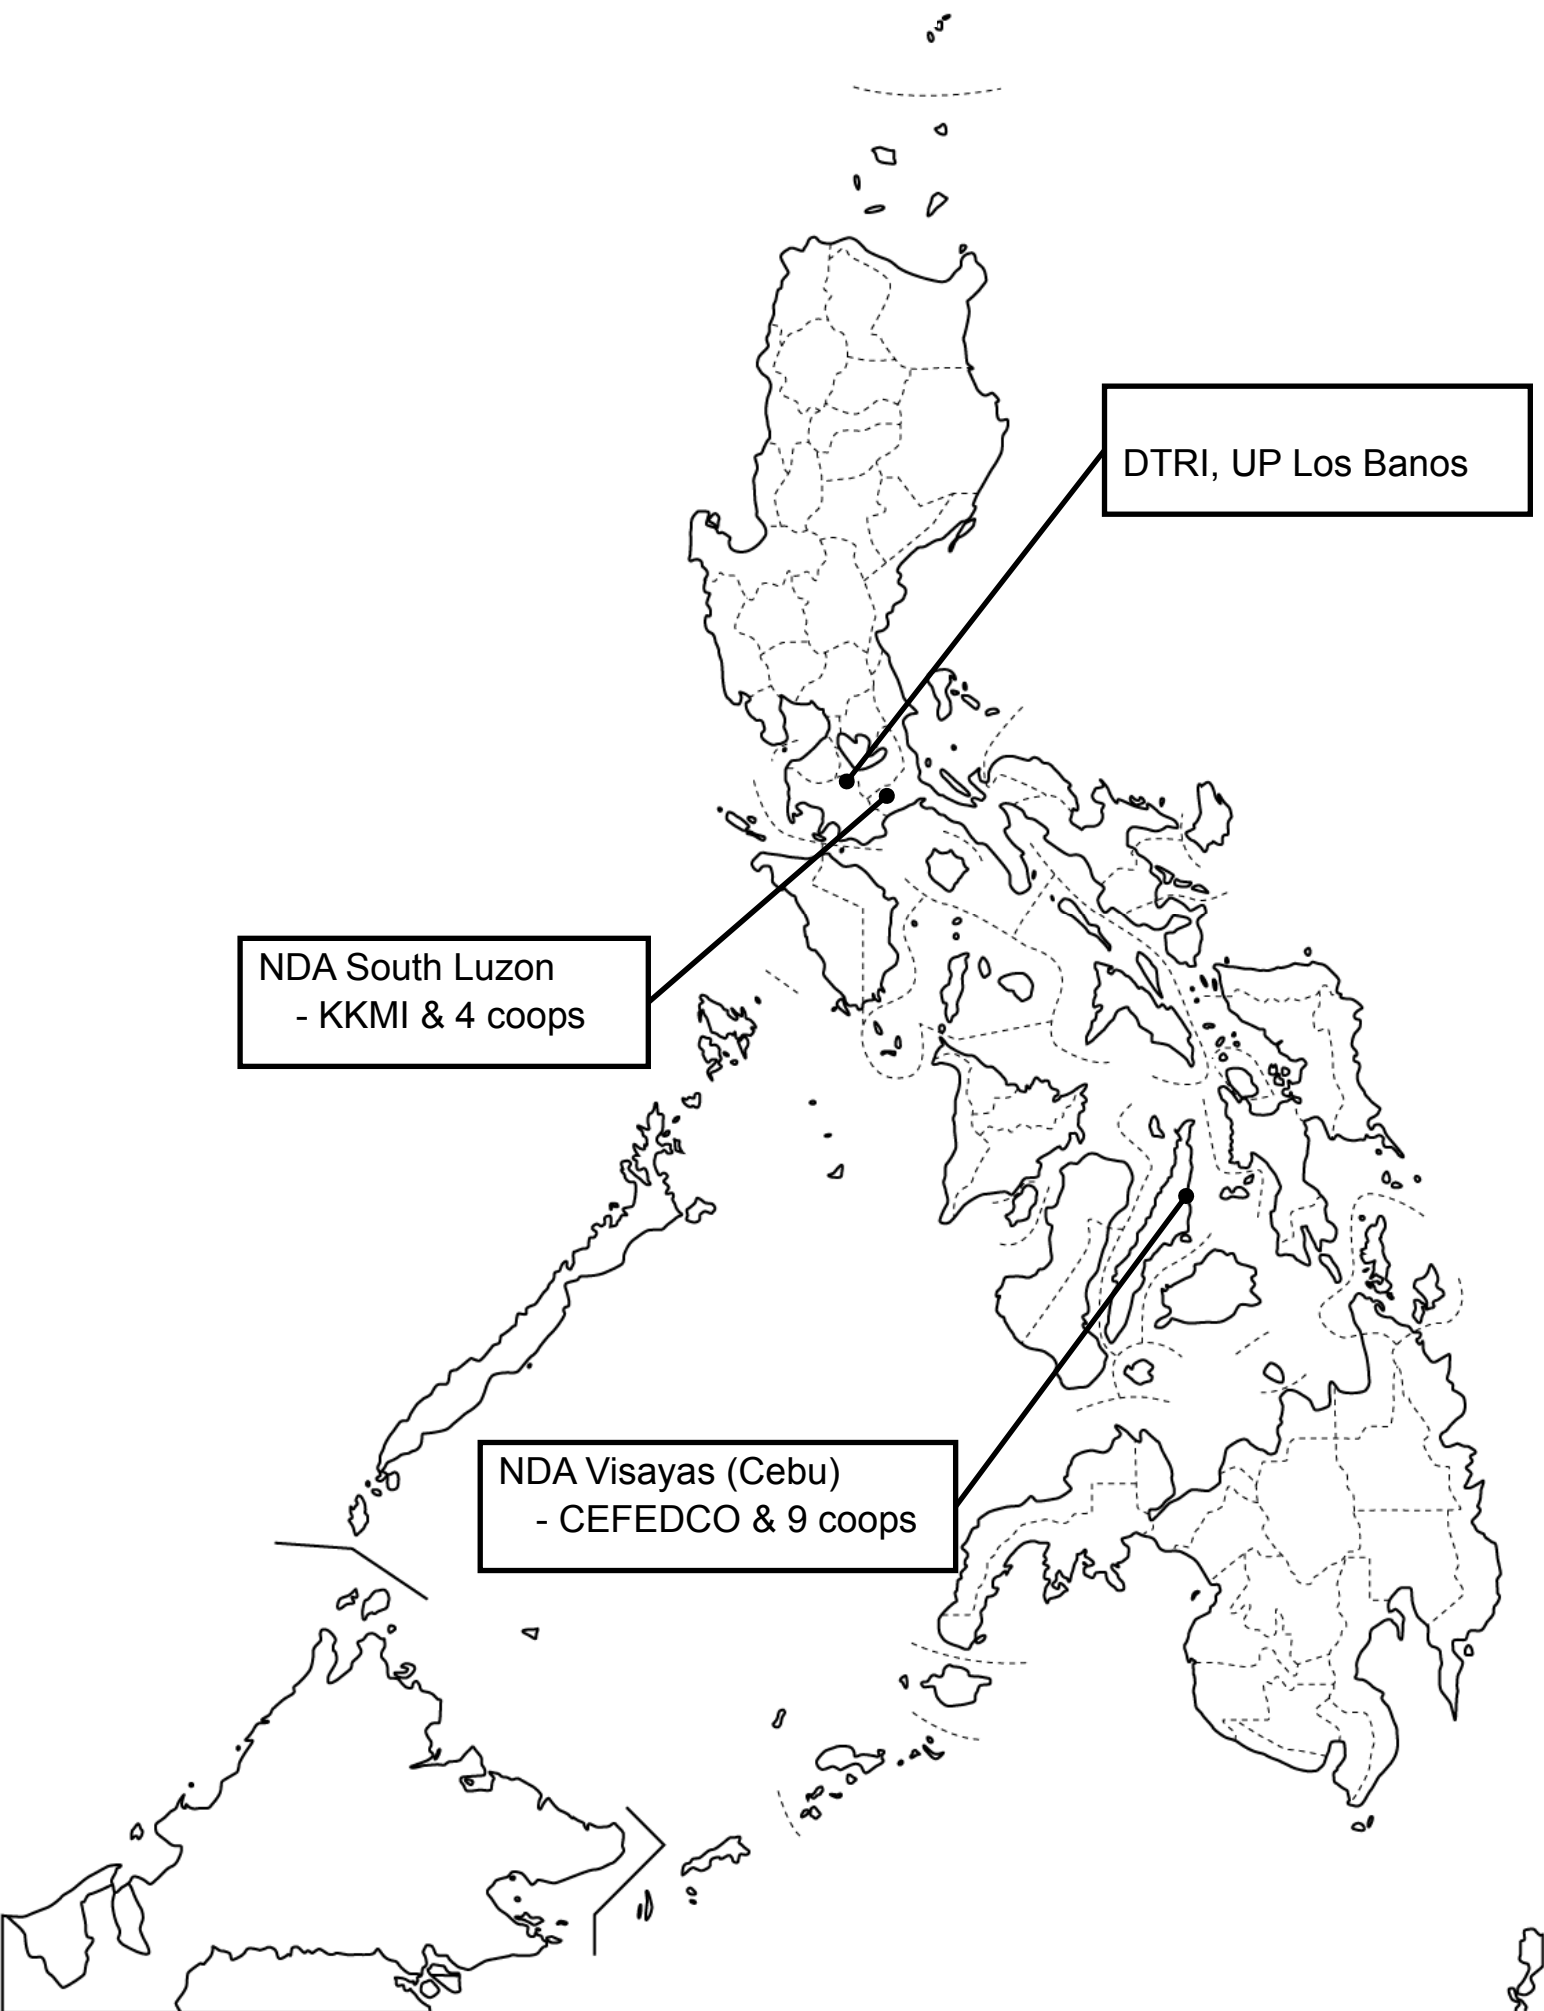 DTRI, UP Los Banos
NDA South Luzon
- KKMI & 4 coops
NDA Visayas (Cebu)
- CEFEDCO & 9 coops